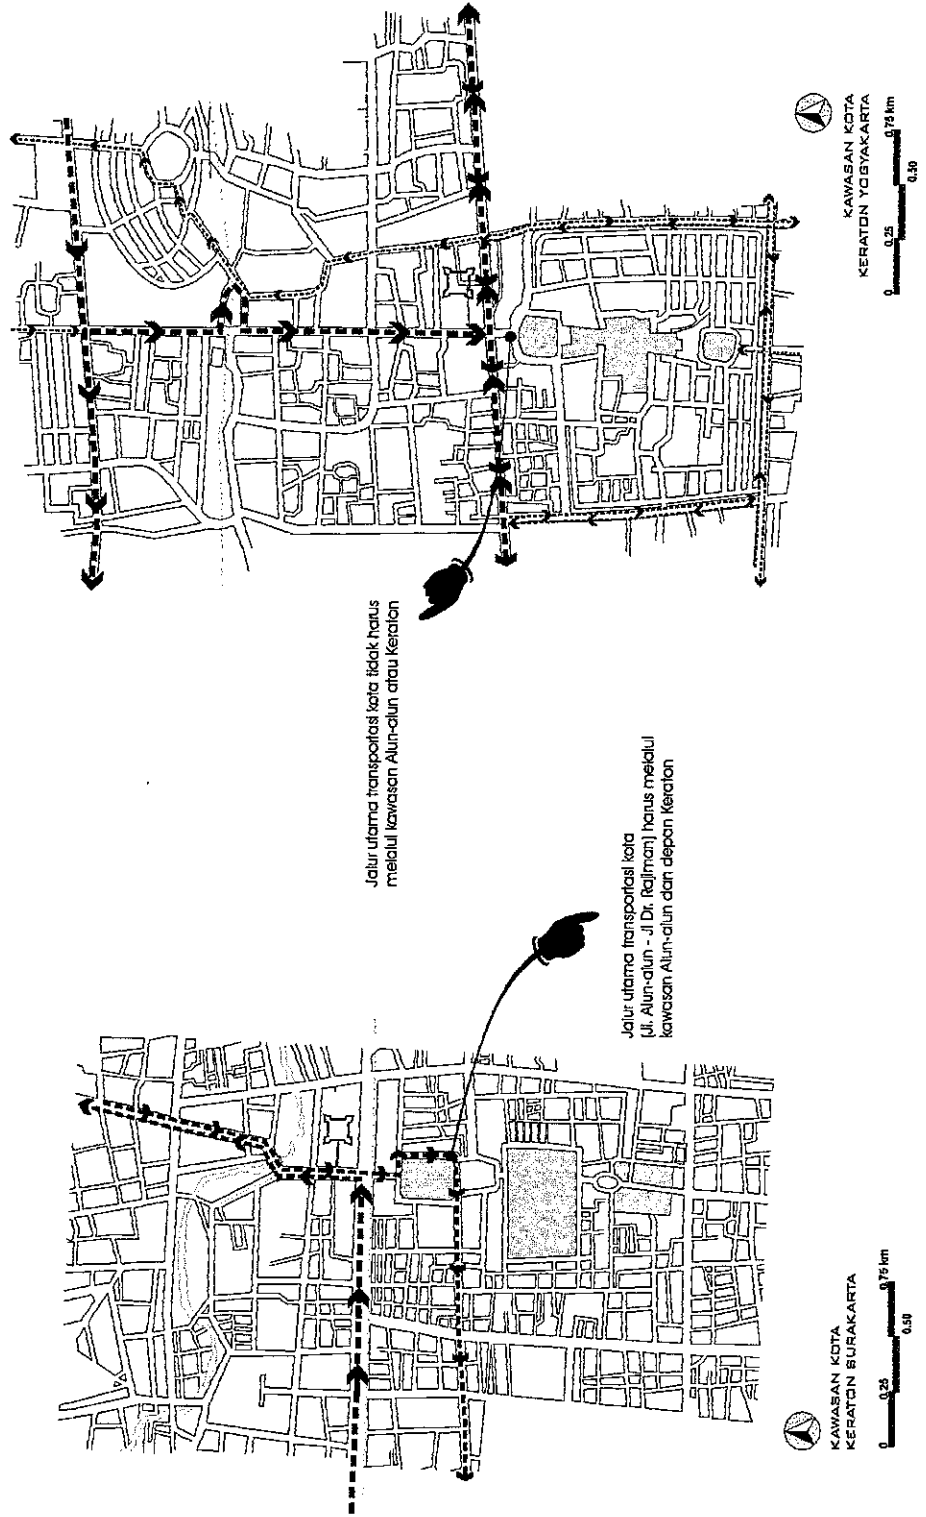 Jalur utama transportasi kota tidak harus
melalui kawasan Alun-alun atau Keraton
KAWASAN KOTA
KERATON YOGYAKARTA
0
0,25
0,50
0,75 km
Jalur utama transportasi kota
(Jl. Alun-alun - Jl Dr. Rajiman) harus melalui
kawasan Alun-alun dan depan Keraton
KAWASAN KOTA
KERATON SURAKARTA
0
0,25
0,50
0,75 km